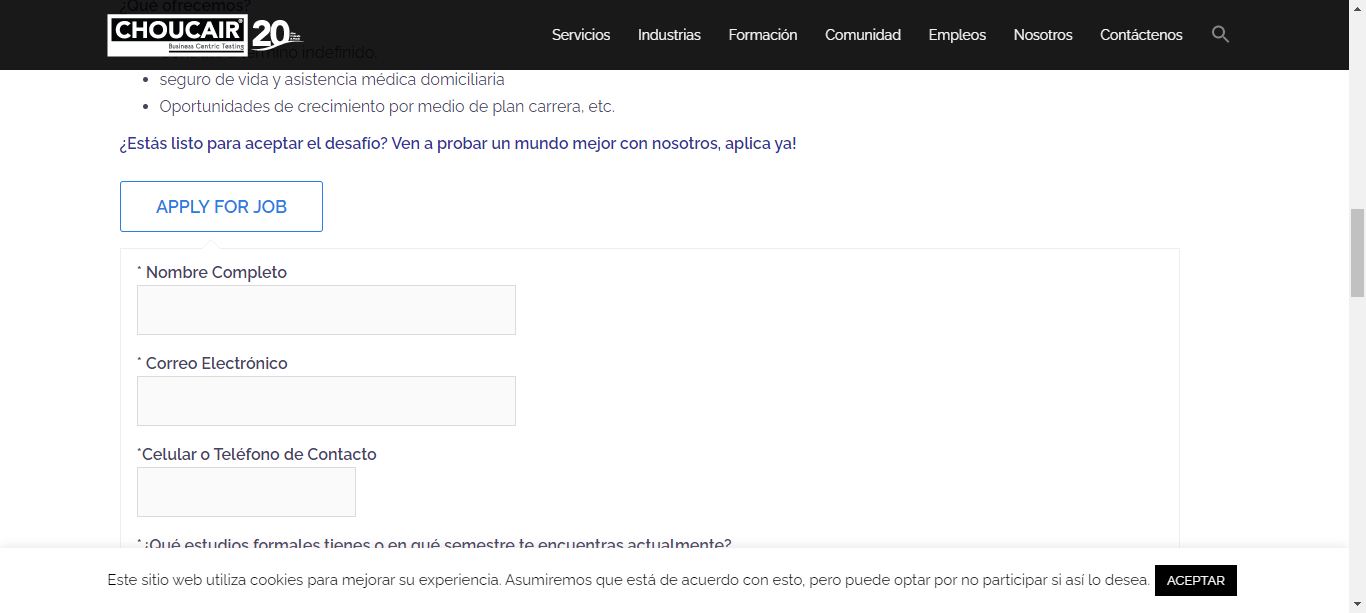 ¿Qué ofrecemos?
CHOUCAIR
Business Centric Testing
20
Servicios
Industrias
Formación
Comunidad
Empleos
Nosotros
Contáctenos
término indefinido.
seguro de vida y asistencia médica domiciliaria
Oportunidades de crecimiento por medio de plan carrera, etc.
¿Estás listo para aceptar el desafío? Ven a probar un mundo mejor con nosotros, aplica ya!
APPLY FOR JOB
* Nombre Completo
* Correo Electrónico
*Celular o Teléfono de Contacto
* ¿Qué estudios formales tienes o en qué semestre te encuentras actualmente?
Este sitio web utiliza cookies para mejorar su experiencia. Asumiremos que está de acuerdo con esto, pero puede optar por no participar si así lo desea.
ACEPTAR